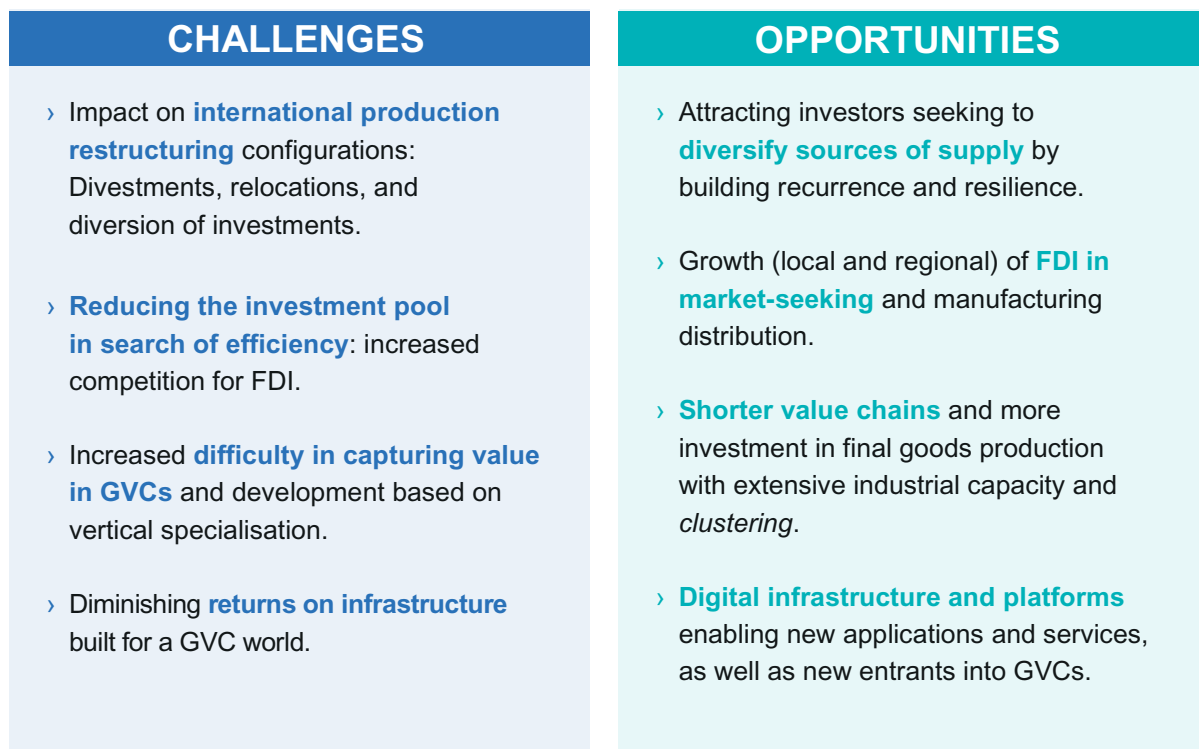 CHALLENGES
› Impact on international production
restructuring configurations:
Divestments, relocations, and
diversion of investments.
› Reducing the investment pool
in search of efficiency: increased
competition for FDI.
› Increased difficulty in capturing value
in GVCs and development based on
vertical specialisation.
› Diminishing returns on infrastructure
built for a GVC world.
OPPORTUNITIES
› Attracting investors seeking to
diversify sources of supply by
building recurrence and resilience.
› Growth (local and regional) of FDI in
market-seeking and manufacturing
distribution.
› Shorter value chains and more
investment in final goods production
with extensive industrial capacity and
clustering.
› Digital infrastructure and platforms
enabling new applications and services,
as well as new entrants into GVCs.